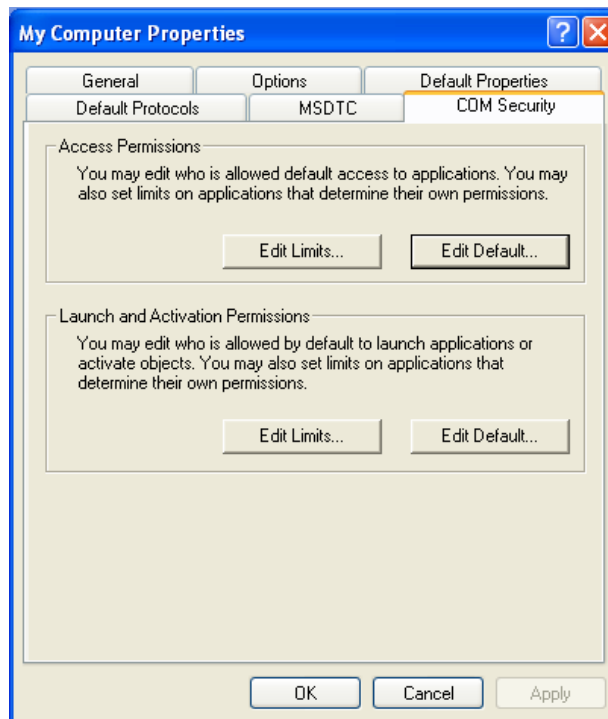 My Computer Properties
General Options Default Properties
Default Protocols MSDTC COM Security
Access Permissions
You may edit who is allowed default access to applications. You may
also set limits on applications that determine their own permissions.
Edit Limits... Edit Default...
Launch and Activation Permissions
You may edit who is allowed by default to launch applications or
activate objects. You may also set limits on applications that
determine their own permissions.
Edit Limits... Edit Default...
OK Cancel Apply